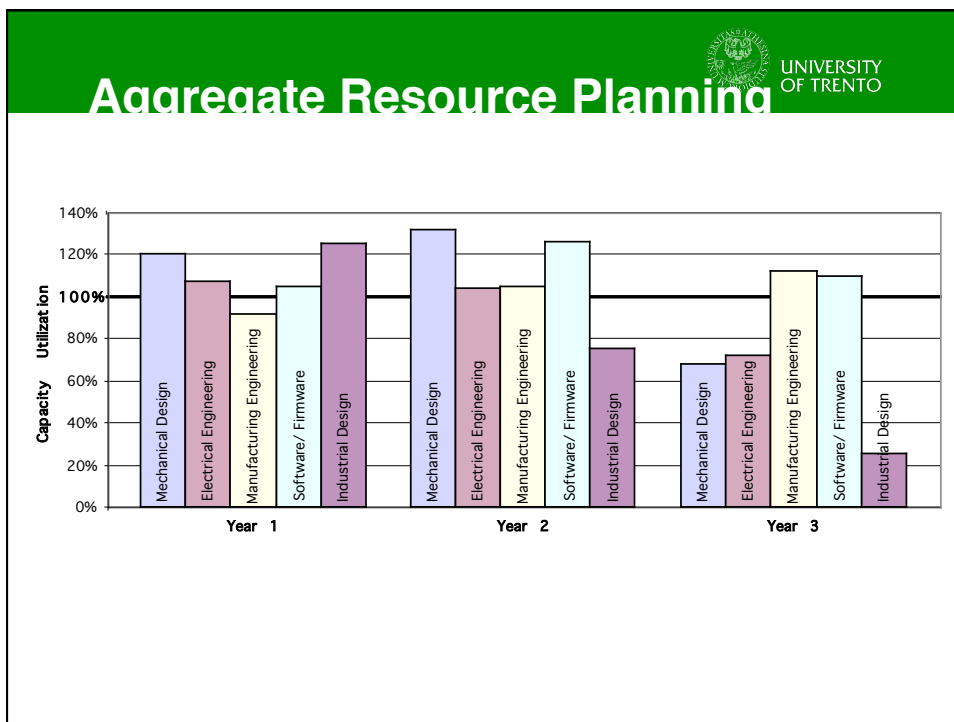 Aggregate Resource Planning
UNIVERSITY
OF TRENTO
140%
120%
100%
80%
60%
40%
20%
0%
Capacity Utilization
Mechanical Design
Electrical Engineering
Manufacturing Engineering
Software/ Firmware
Industrial Design
Mechanical Design
Electrical Engineering
Manufacturing Engineering
Software/ Firmware
Industrial Design
Mechanical Design
Electrical Engineering
Manufacturing Engineering
Software/ Firmware
Industrial Design
Year 1
Year 2
Year 3